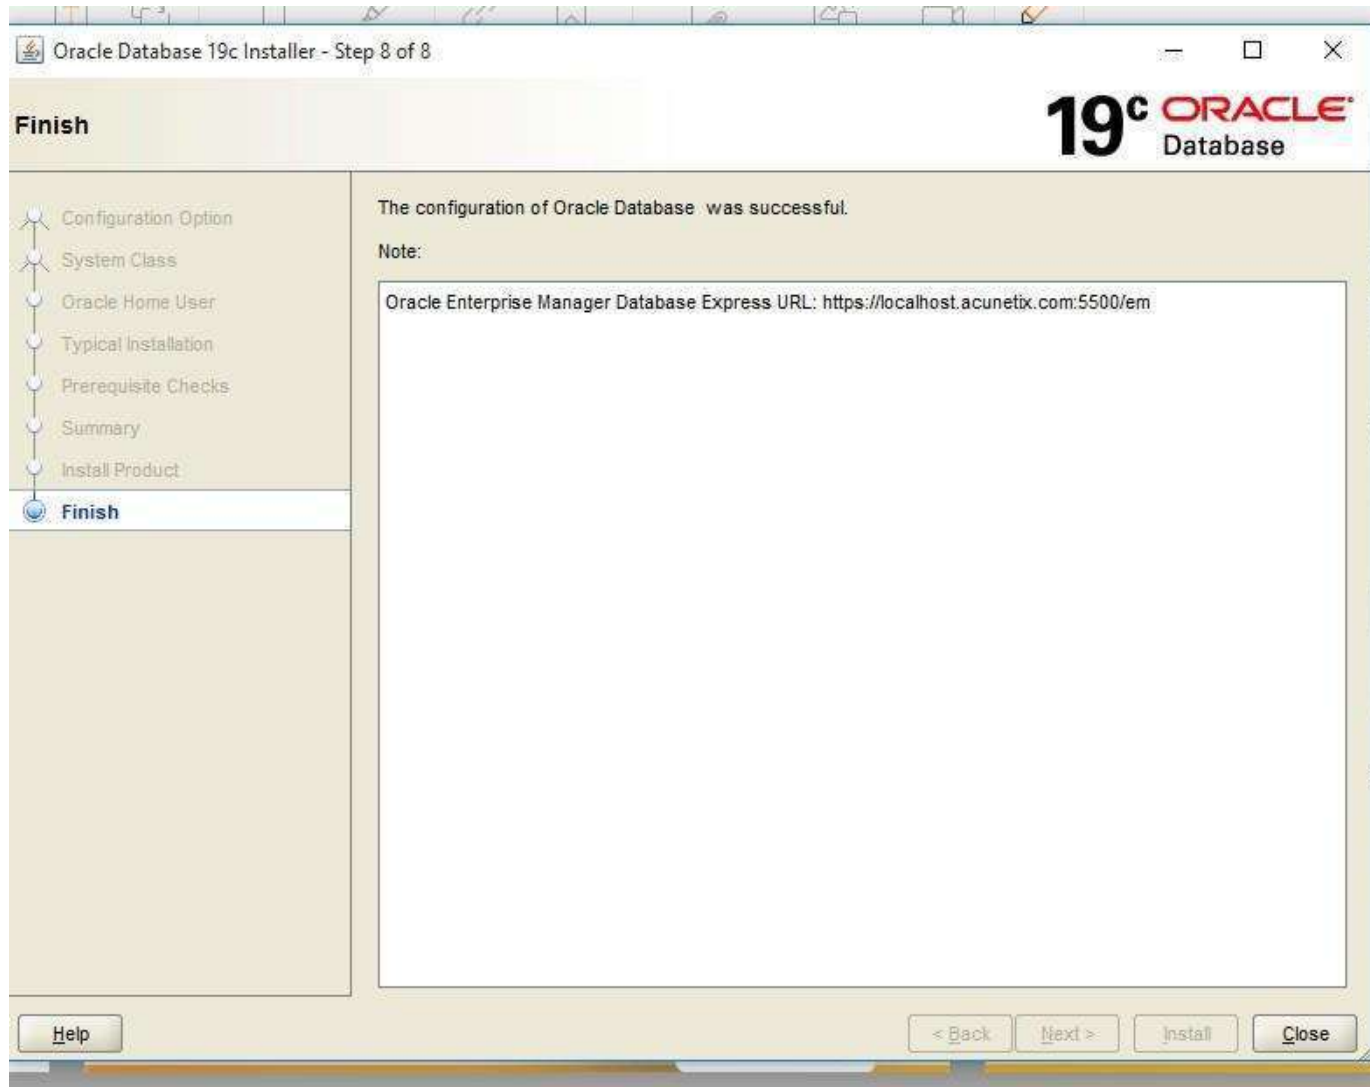 Oracle Database 19c Installer - Step 8 of 8
Finish
19c ORACLE
Database
Configuration Option
System Class
Oracle Home User
Typical Installation
Prerequisite Checks
Summary
Install Product
Finish
The configuration of Oracle Database was successful.
Note:
Oracle Enterprise Manager Database Express URL: https://localhost.acunetix.com:5500/em
Help
< Back
Next >
Install
Close